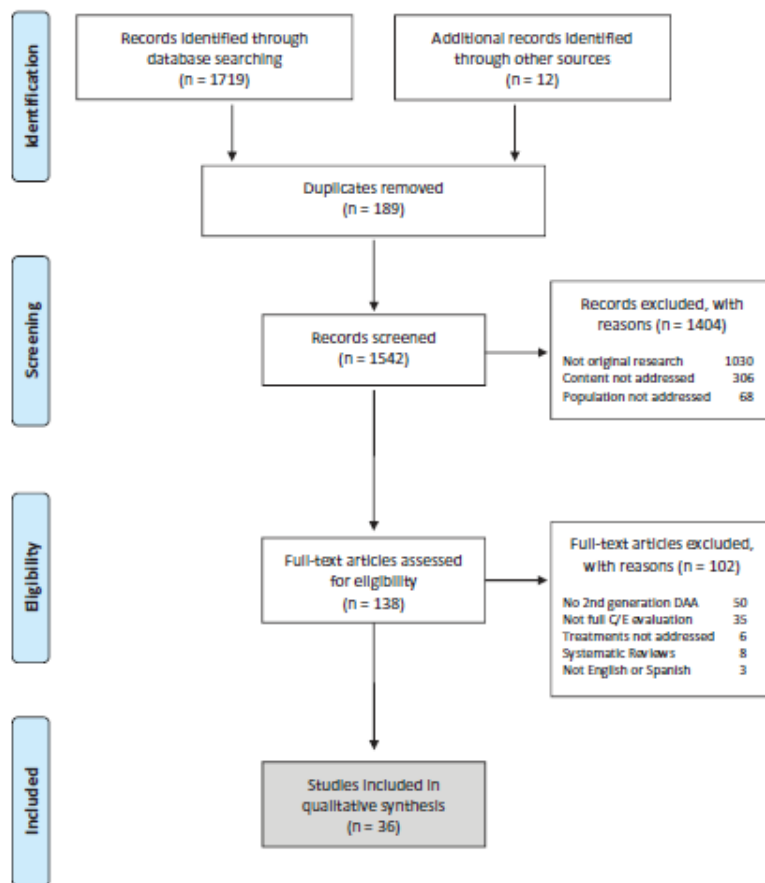 Identification
Records identified through
database searching
(n = 1719)
Additional records identified
through other sources
(n = 12)
Duplicates removed
(n = 189)
Screening
Records screened
(n = 1542)
Records excluded, with
reasons (n = 1404)
Not original research 1030
Content not addressed 306
Population not addressed 68
Eligibility
Full-text articles assessed
for eligibility
(n = 138)
Full-text articles excluded,
with reasons (n = 102)
No 2nd generation DAA 50
Not full C/E evaluation 35
Treatments not addressed 6
Systematic Reviews 8
Not English or Spanish 3
Included
Studies included in
qualitative synthesis
(n = 36)